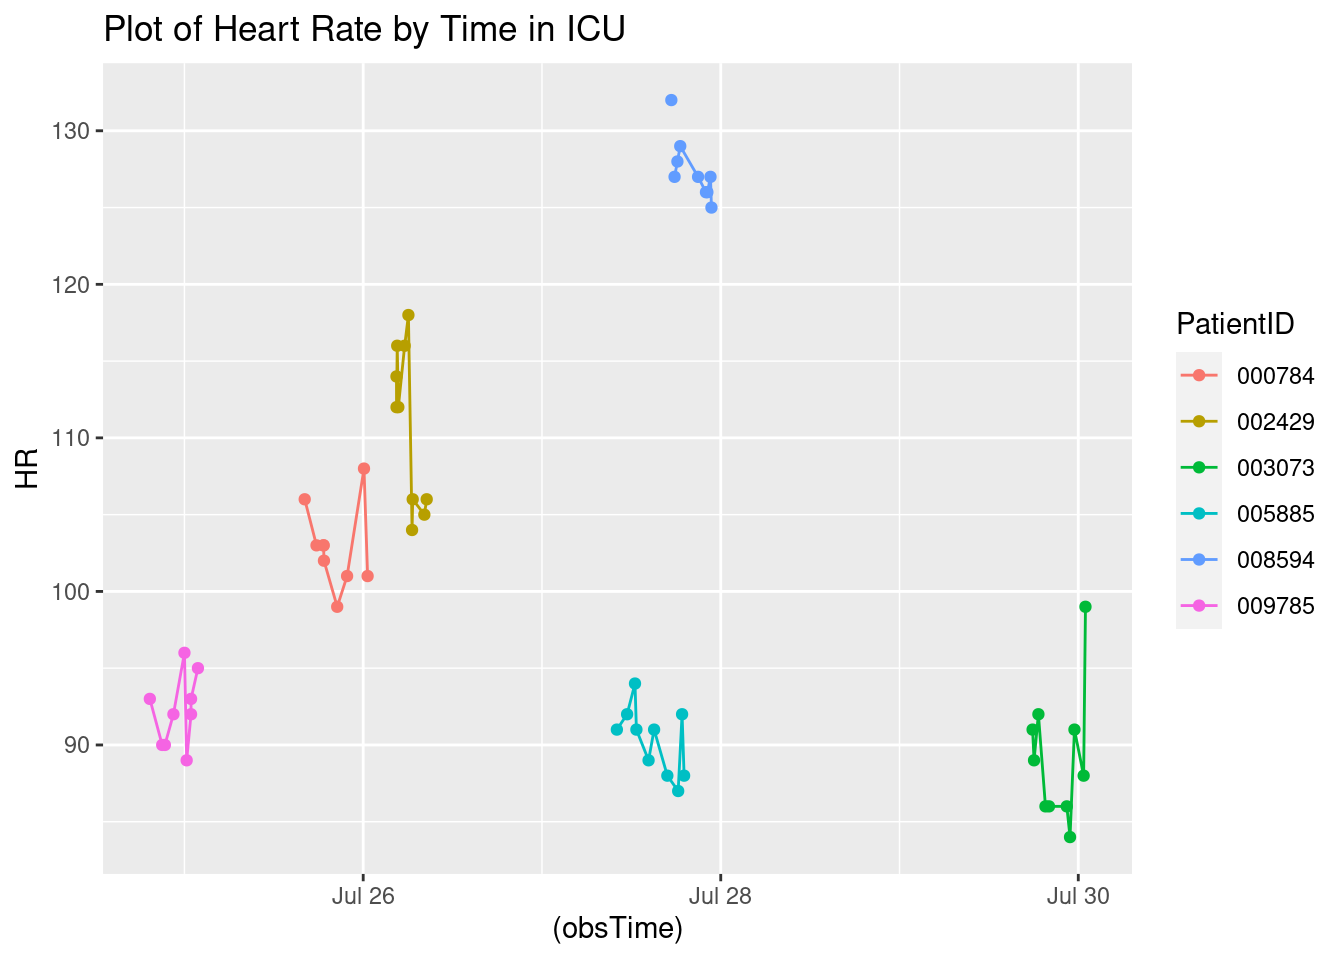 Plot of Heart Rate by Time in ICU
130
120
110
100
90
HR
Jul 26
Jul 28
Jul 30
(obsTime)
PatientID
000784
002429
003073
005885
008594
009785